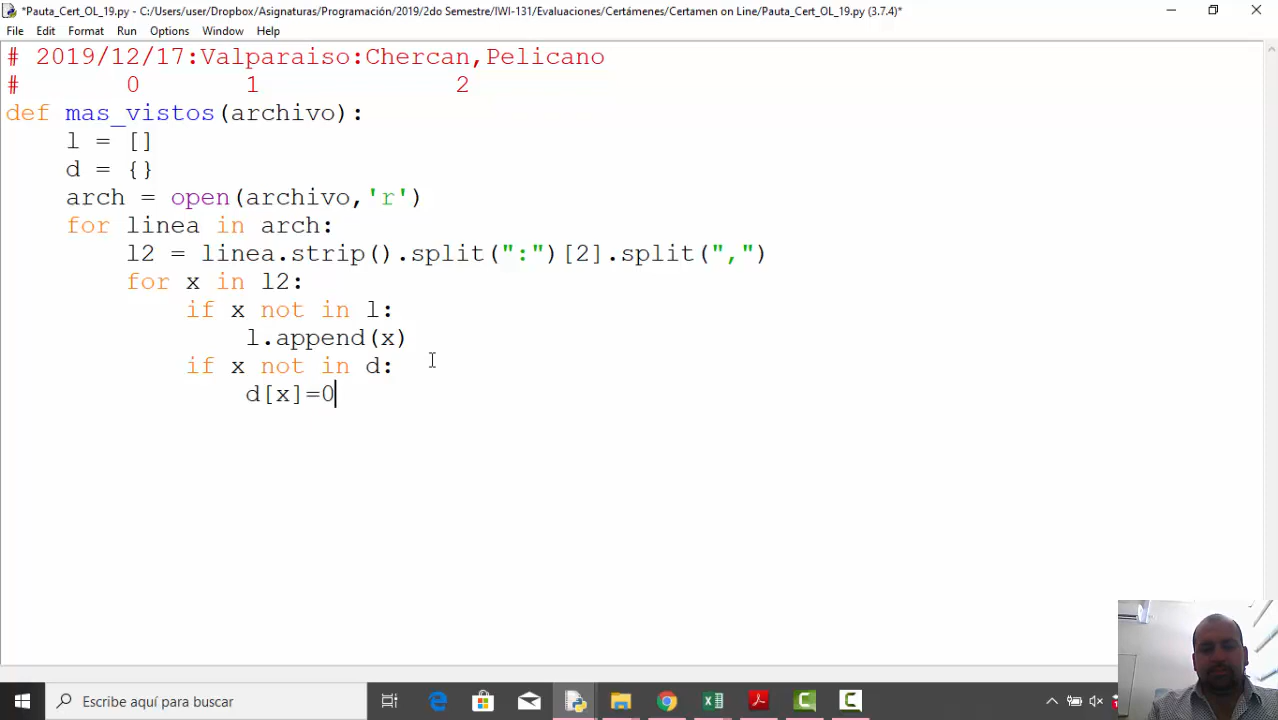 *Pauta_Cert_OL_19.py - C:/Users/user/Dropbox/Asignaturas/Programación/2019/2do Semestre/IWI-131/Evaluaciones/Certámenes/Certamen on Line/Pauta_Cert_OL_19.py (3.7.4)*
File Edit Format Run Options Window Help
# 2019/12/17:Valparaiso:Chercan,Pelicano
# 0 1 2
def mas_vistos(archivo):
l = []
d = {}
arch = open(archivo,'r')
for linea in arch:
l2 = linea.strip().split(":")[2].split(",")
for x in l2:
if x not in l:
l.append(x)
if x not in d:
d[x]=0
Escribe aquí para buscar